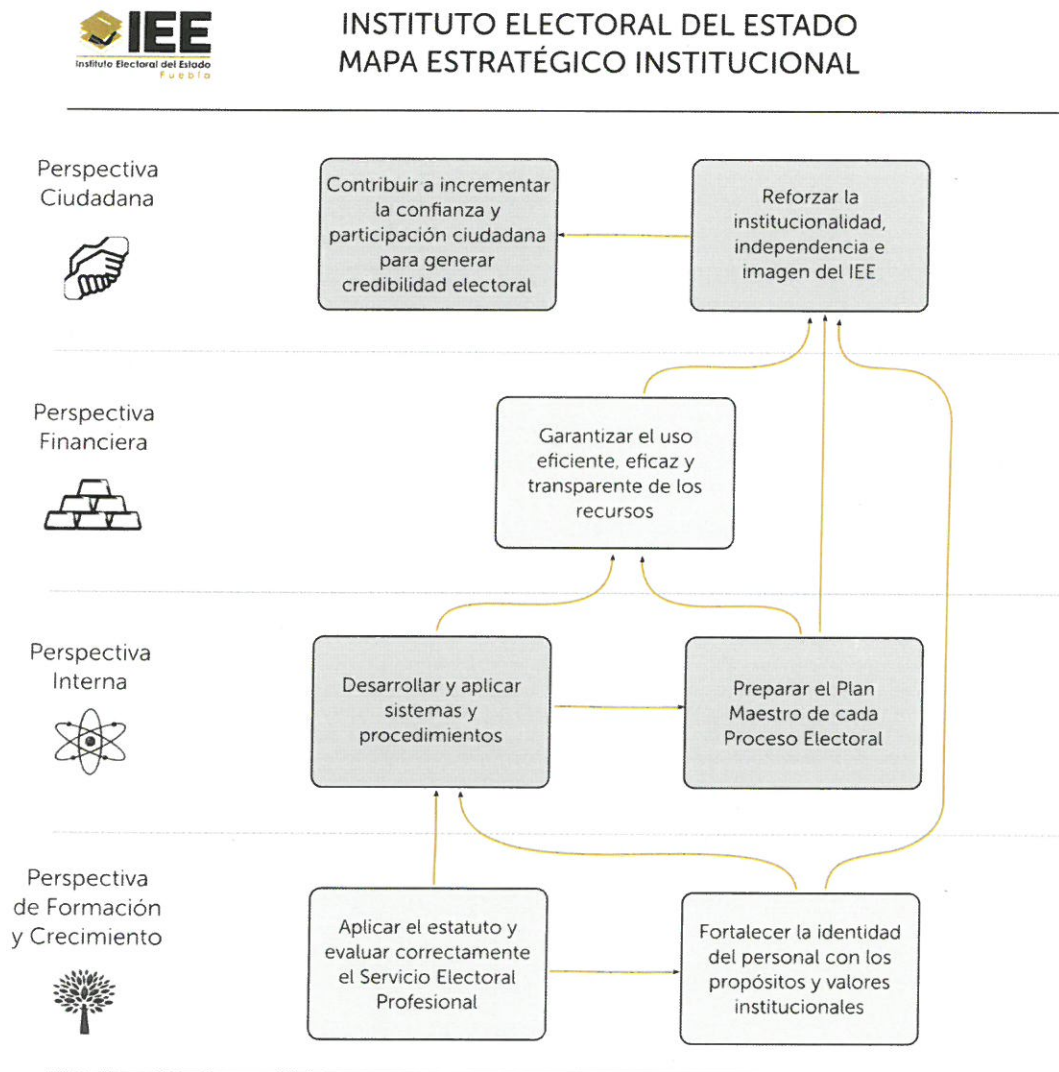 IEE
Instituto Electoral del Estado
Puebla
INSTITUTO ELECTORAL DEL ESTADO
MAPA ESTRATÉGICO INSTITUCIONAL
Perspectiva
Ciudadana
Contribuir a incrementar
la confianza y
participación ciudadana
para generar
credibilidad electoral
Reforzar la
institucionalidad,
independencia e
imagen del IEE
Perspectiva
Financiera
Garantizar el uso
eficiente, eficaz y
transparente de los
recursos
Perspectiva
Interna
Desarrollar y aplicar
sistemas y
procedimientos
Preparar el Plan
Maestro de cada
Proceso Electoral
Perspectiva
de Formación
y Crecimiento
Aplicar el estatuto y
evaluar correctamente
el Servicio Electoral
Profesional
Fortalecer la identidad
del personal con los
propósitos y valores
institucionales